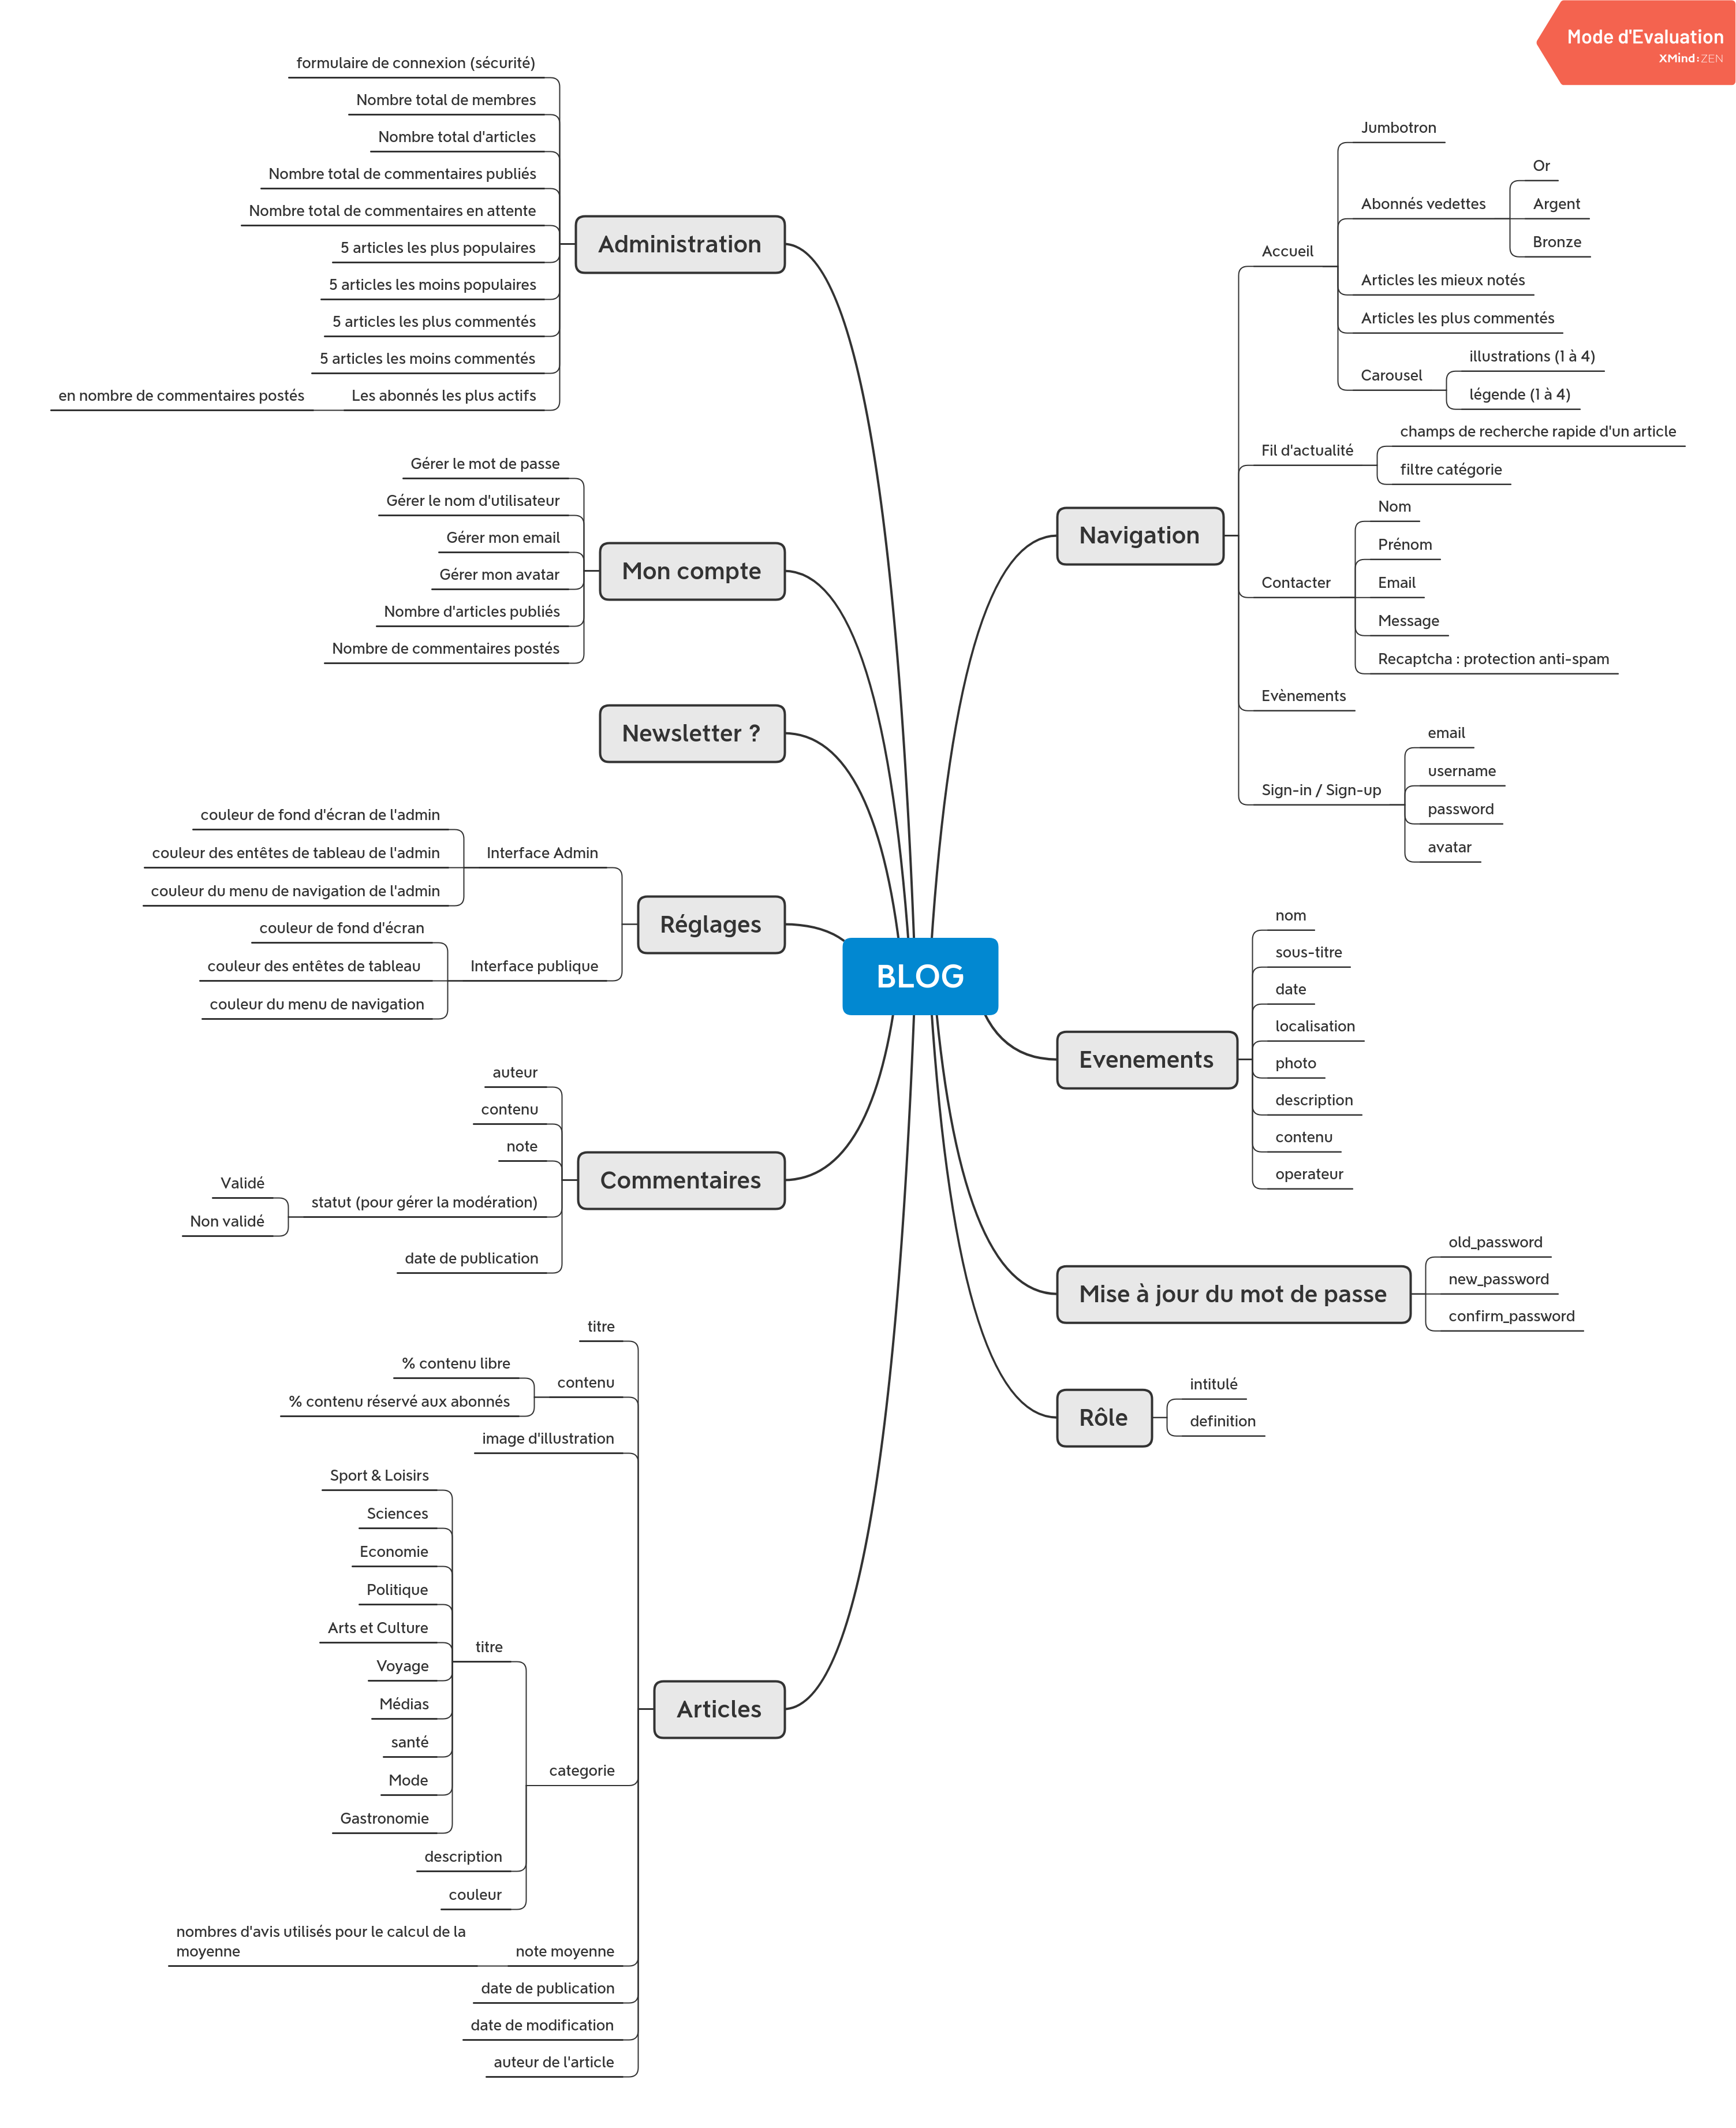 Mode d'Evaluation
XMind:ZEN
BLOG
Navigation
Accueil
Jumbotron
Abonnés vedettes
Or
Argent
Bronze
Articles les mieux notés
Articles les plus commentés
Carousel
illustrations (1 à 4)
légende (1 à 4)
Fil d'actualité
champs de recherche rapide d'un article
filtre catégorie
Contacter
Nom
Prénom
Email
Message
Recaptcha : protection anti-spam
Evènements
Sign-in / Sign-up
email
username
password
avatar
Evenements
nom
sous-titre
date
localisation
photo
description
contenu
operateur
Mise à jour du mot de passe
old_password
new_password
confirm_password
Rôle
intitulé
definition
Administration
formulaire de connexion (sécurité)
Nombre total de membres
Nombre total d'articles
Nombre total de commentaires publiés
Nombre total de commentaires en attente
5 articles les plus populaires
5 articles les moins populaires
5 articles les plus commentés
5 articles les moins commentés
Les abonnés les plus actifs
en nombre de commentaires postés
Mon compte
Gérer le mot de passe
Gérer le nom d'utilisateur
Gérer mon email
Gérer mon avatar
Nombre d'articles publiés
Nombre de commentaires postés
Newsletter ?
Réglages
Interface Admin
couleur de fond d'écran de l'admin
couleur des entêtes de tableau de l'admin
couleur du menu de navigation de l'admin
Interface publique
couleur de fond d'écran
couleur des entêtes de tableau
couleur du menu de navigation
Commentaires
auteur
contenu
note
statut (pour gérer la modération)
Validé
Non validé
date de publication
Articles
titre
contenu
% contenu libre
% contenu réservé aux abonnés
image d'illustration
categorie
titre
Sport & Loisirs
Sciences
Economie
Politique
Arts et Culture
Voyage
Médias
santé
Mode
Gastronomie
description
couleur
note moyenne
nombres d'avis utilisés pour le calcul de la
moyenne
date de publication
date de modification
auteur de l'article